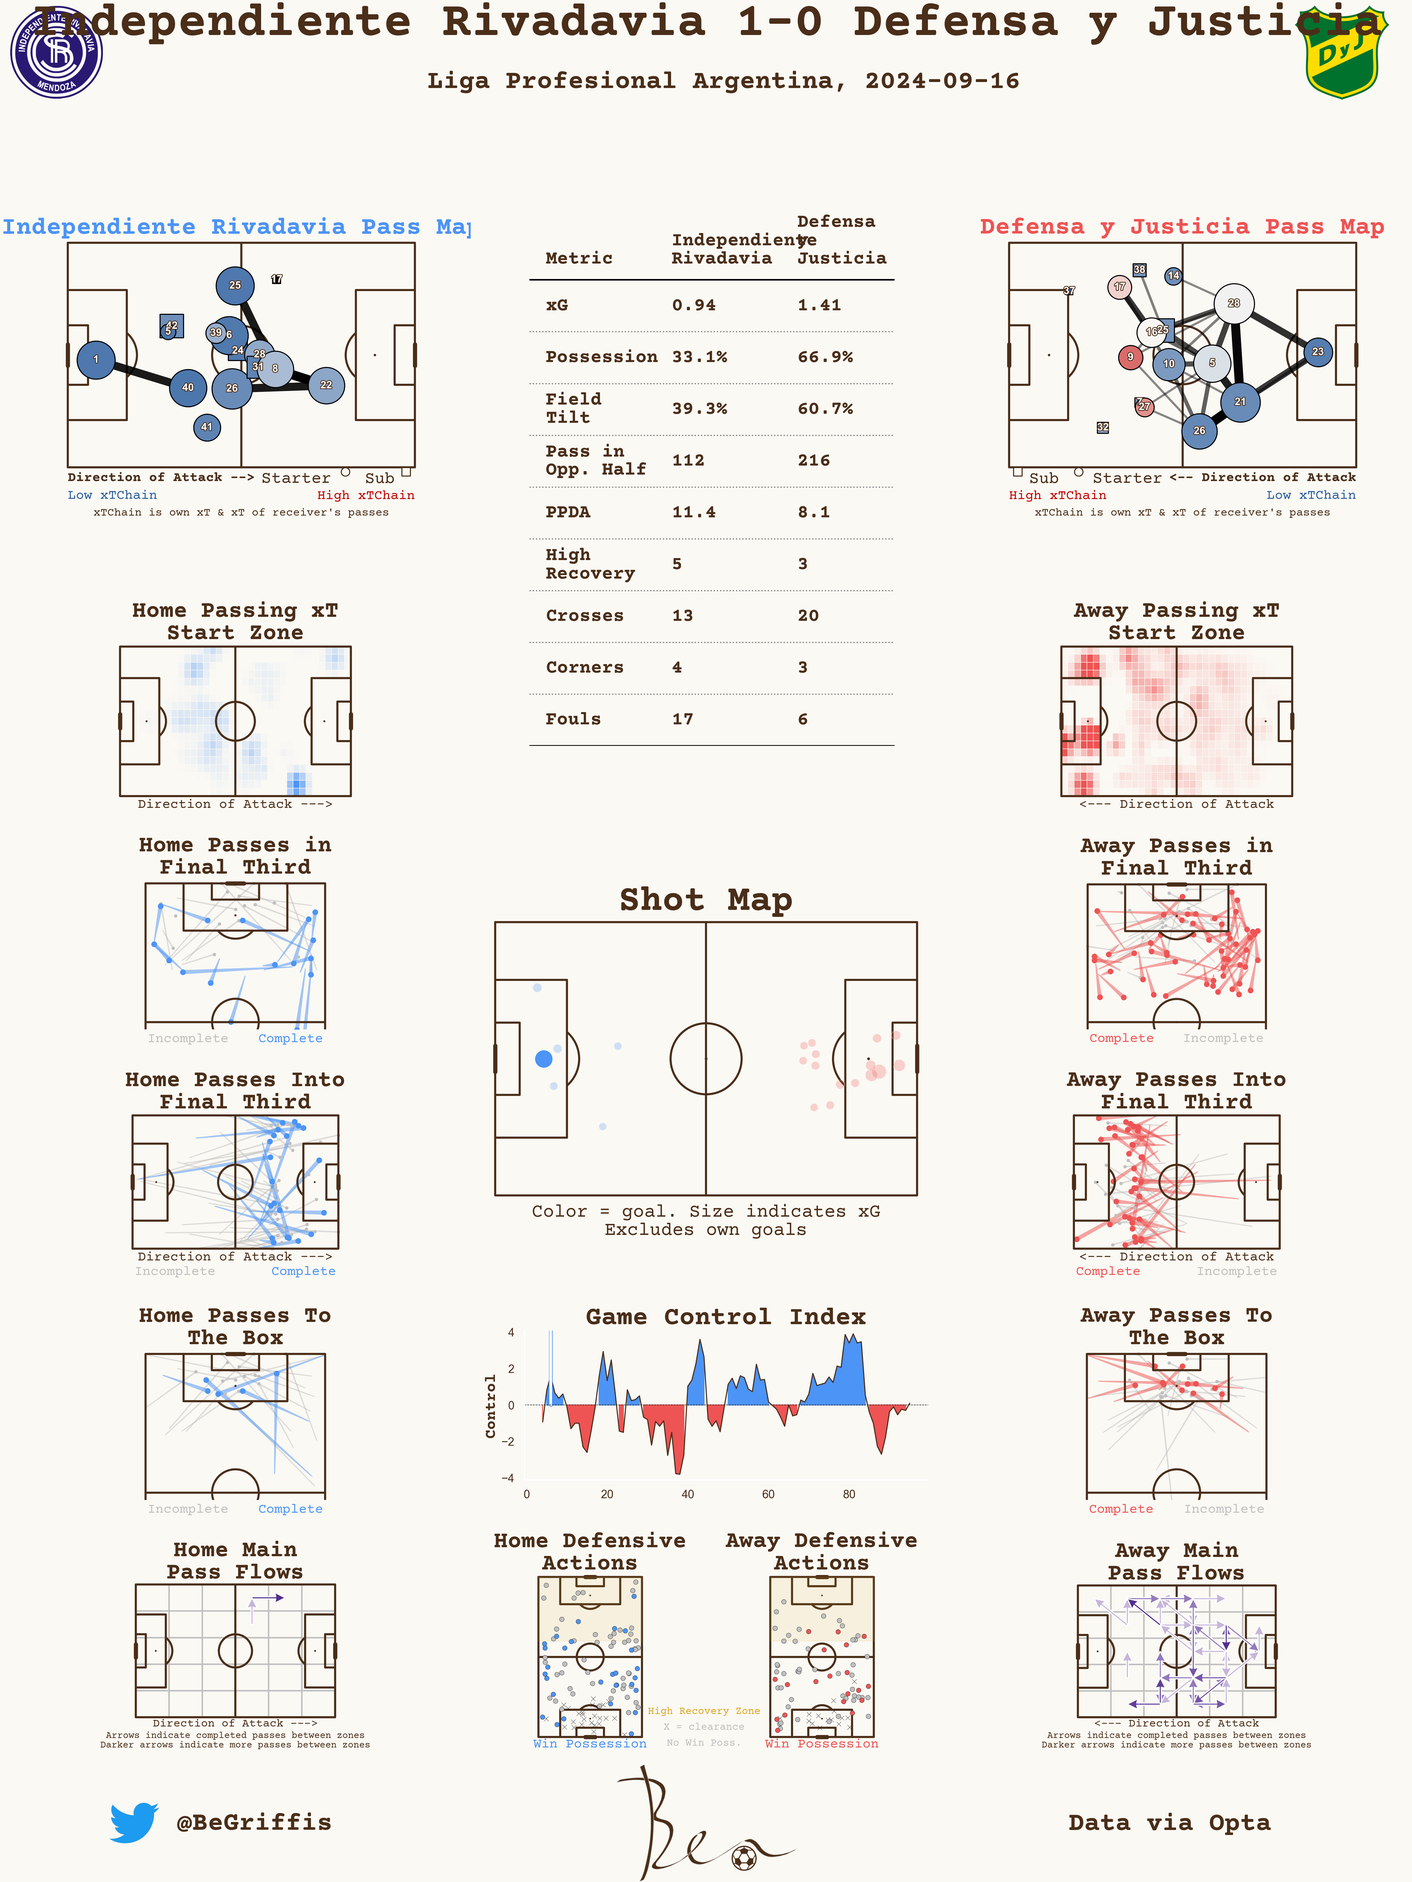 Independiente Rivadavia 1-0 Defensa y Justicia
Liga Profesional Argentina, 2024-09-16
INDEPENDIENTE RIVADAVIA
MENDOZA
DyJ
Independiente Rivadavia Pass Map
25
17
42
5
39
6
24
28
31
8
1
40
26
22
41
Direction of Attack --> Starter Sub
Low xTChain High xTChain
xTChain is own xT & xT of receiver's passes
Metric Independiente Rivadavia Defensa y Justicia
xG 0.94 1.41
Possession 33.1% 66.9%
Field Tilt 39.3% 60.7%
Pass in Opp. Half 112 216
PPDA 11.4 8.1
High Recovery 5 3
Crosses 13 20
Corners 4 3
Fouls 17 6
Defensa y Justicia Pass Map
38
14
37
17
28
16
25
9
10
5
23
27
21
32
26
Sub Starter <-- Direction of Attack
High xTChain Low xTChain
xTChain is own xT & xT of receiver's passes
Home Passing xT
Start Zone
Direction of Attack --->
Away Passing xT
Start Zone
<--- Direction of Attack
Home Passes in
Final Third
Incomplete Complete
Away Passes in
Final Third
Complete Incomplete
Shot Map
Color = goal. Size indicates xG
Excludes own goals
Home Passes Into
Final Third
Direction of Attack --->
Incomplete Complete
Away Passes Into
Final Third
<--- Direction of Attack
Complete Incomplete
Home Passes To
The Box
Incomplete Complete
Game Control Index
Control
4
2
0
−2
−4
0 20 40 60 80
Away Passes To
The Box
Complete Incomplete
Home Main
Pass Flows
Direction of Attack --->
Arrows indicate completed passes between zones
Darker arrows indicate more passes between zones
Home Defensive
Actions
Win Possession
Away Defensive
Actions
Win Possession
High Recovery Zone
X = clearance
No Win Poss.
Away Main
Pass Flows
<--- Direction of Attack
Arrows indicate completed passes between zones
Darker arrows indicate more passes between zones
@BeGriffis
Ben
Data via Opta